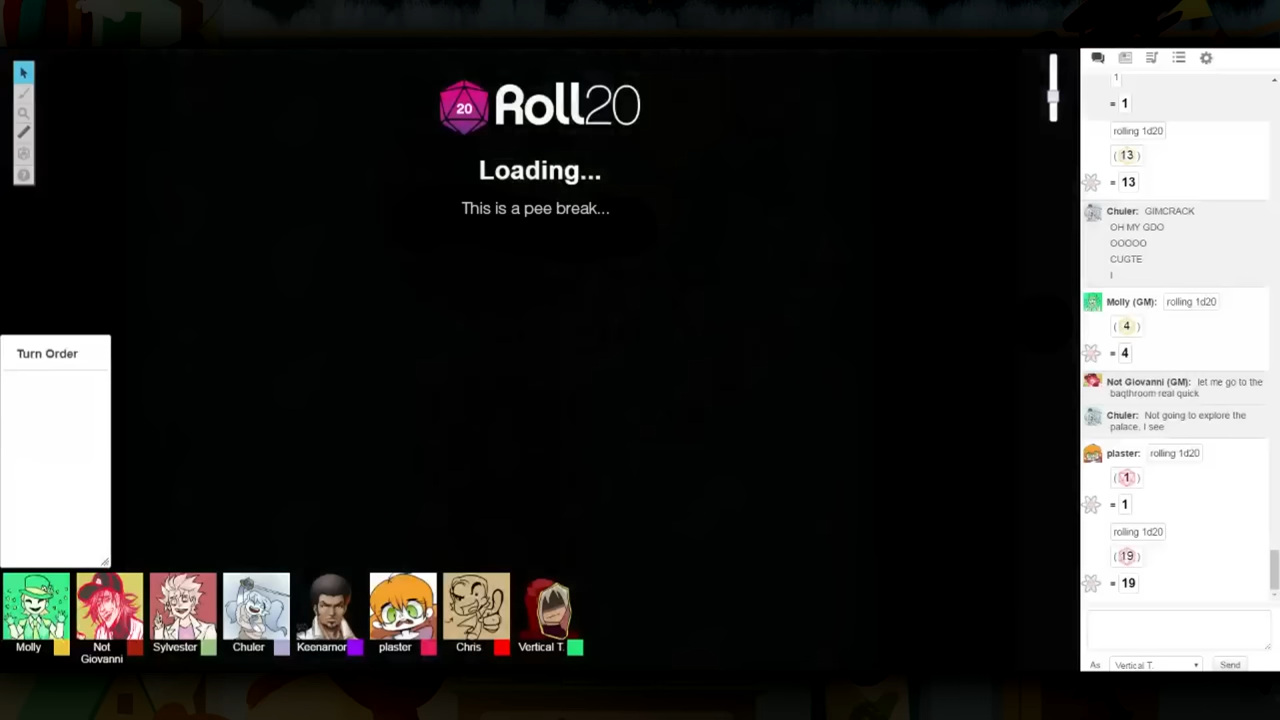 20 Roll20
Loading...
This is a pee break...
Turn Order
Molly
Not
Giovanni
Sylvester
Chuler
Keenamor
plaster
Chris
Vertical T.
1
= 1
rolling 1d20
(13)
= 13
Chuler: GIMCRACK
OH MY GDO
OOOOO
CUGTE
I
Molly (GM): rolling 1d20
(4)
= 4
Not Giovanni (GM): let me go to the
baqthroom real quick
Chuler: Not going to explore the
palace, I see
plaster: rolling 1d20
(1)
= 1
rolling 1d20
(19)
= 19
As Vertical T. Send